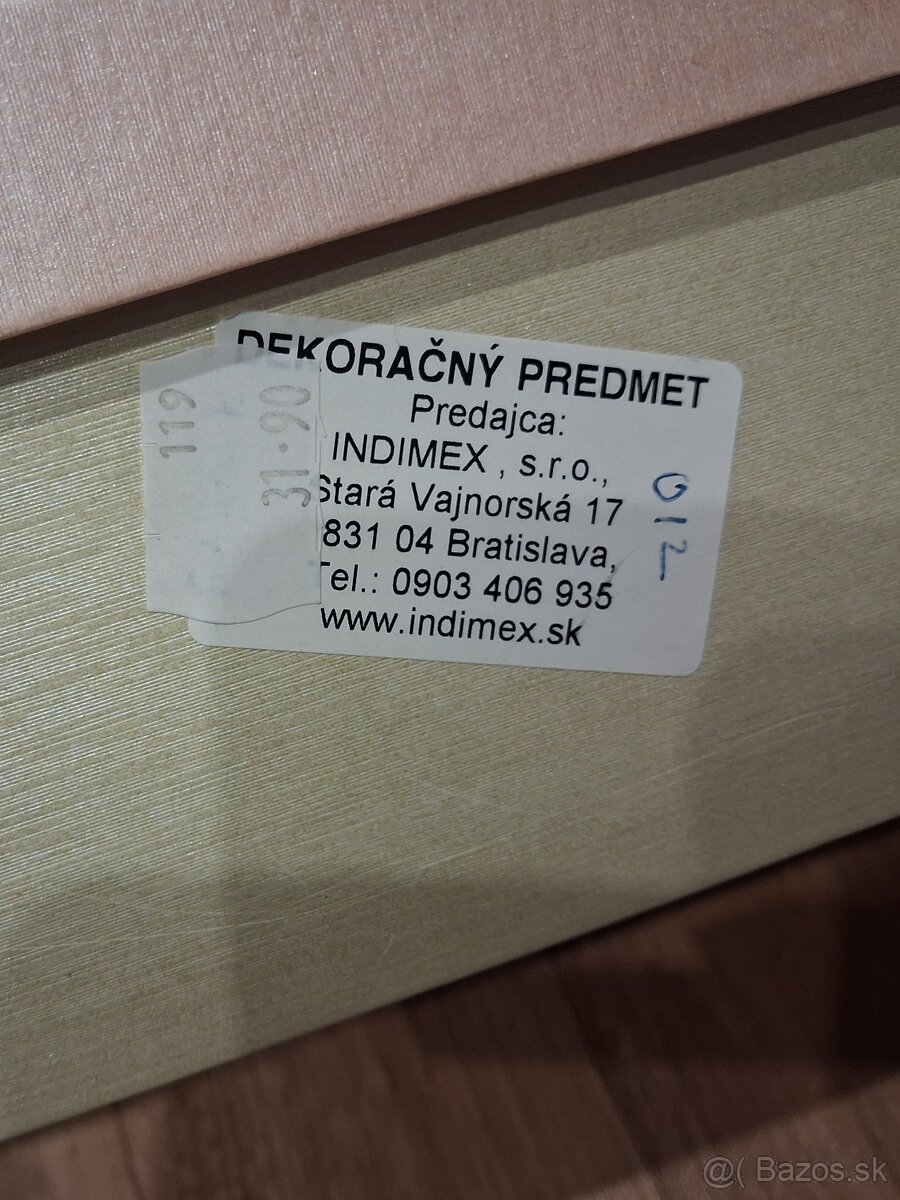 DEKORAČNÝ PREDMET
Predajca:
INDIMEX , s.r.o.,
Stará Vajnorská 17
831 04 Bratislava,
Tel.: 0903 406 935
www.indimex.sk
012
119
31.90
@( Bazos.sk